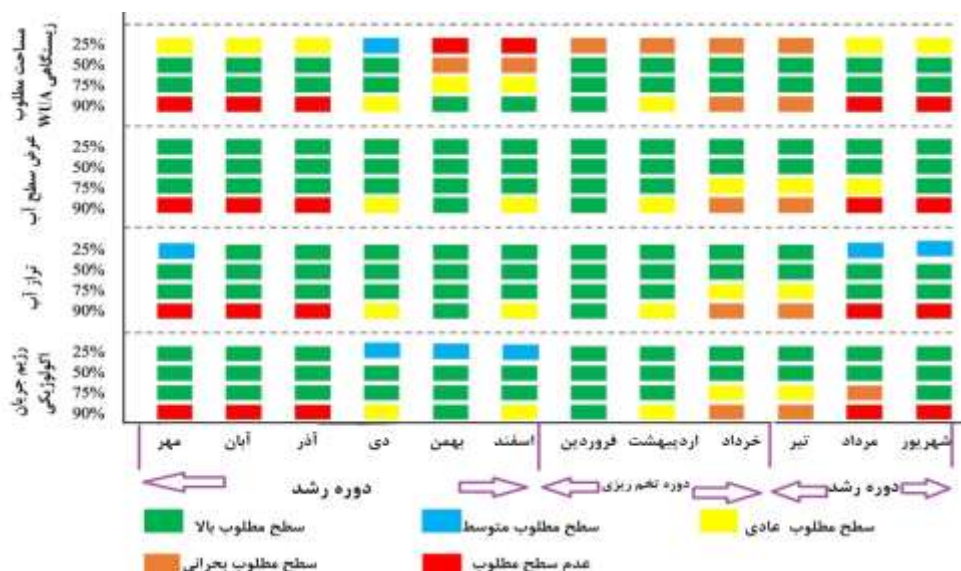 مساحت مطلوب
زیستگاهی WUA
25%
50%
75%
90%
عرض سطح آب
25%
50%
75%
90%
تراز آب
25%
50%
75%
90%
رژیم جریان
اکولوژیکی
25%
50%
75%
90%
مهر آبان آذر دی بهمن اسفند فروردین اردیبهشت خرداد تیر مرداد شهریور
دوره رشد دوره تخم ریزی دوره رشد
سطح مطلوب بالا سطح مطلوب متوسط سطح مطلوب عادی
سطح مطلوب بحرانی عدم سطح مطلوب